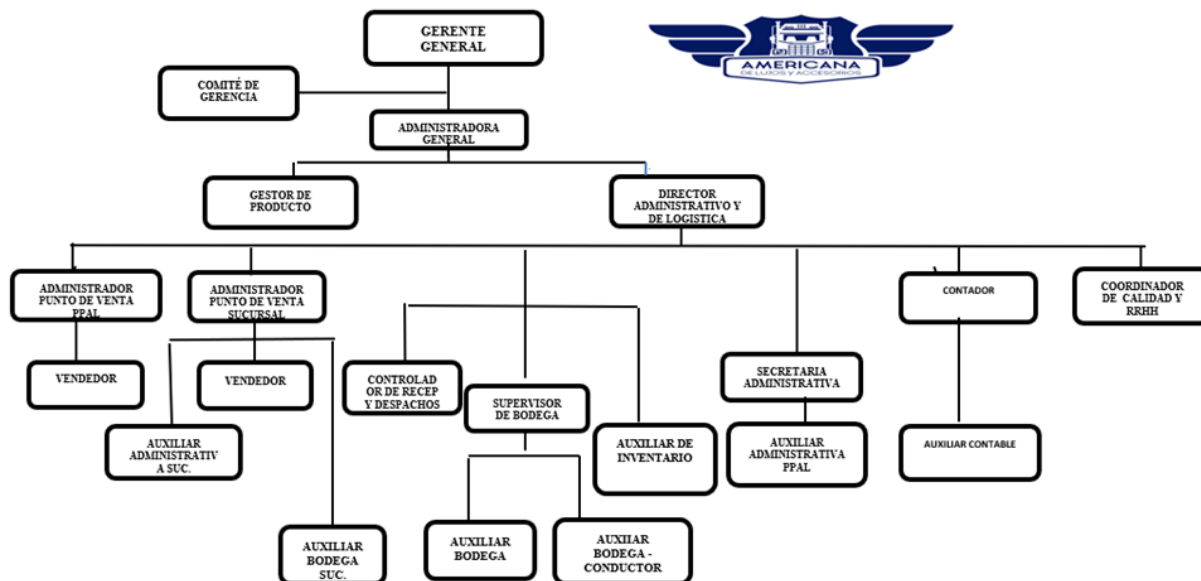 GERENTE
GENERAL
AMERICANA
DE LUJOS y ACCESORIOS
COMITÉ DE
GERENCIA
ADMINISTRADORA
GENERAL
GESTOR DE
PRODUCTO
DIRECTOR
ADMINISTRATIVO Y
DE LOGISTICA
ADMINISTRADOR
PUNTO DE VENTA
PPAL
ADMINISTRADOR
PUNTO DE VENTA
SUCURSAL
CONTADOR
COORDINADOR
DE CALIDAD Y
RRHH
VENDEDOR
VENDEDOR
CONTROLAD
OR DE RECEP
Y DESPACHOS
SUPERVISOR
DE BODEGA
SECRETARIA
ADMINISTRATIVA
AUXILIAR
ADMINISTRATIV
A SUC.
AUXILIAR DE
INVENTARIO
AUXILIAR
ADMINISTRATIVA
PPAL
AUXILIAR CONTABLE
AUXILIAR
BODEGA
SUC.
AUXILIAR
BODEGA
AUXIIAR
BODEGA -
CONDUCTOR